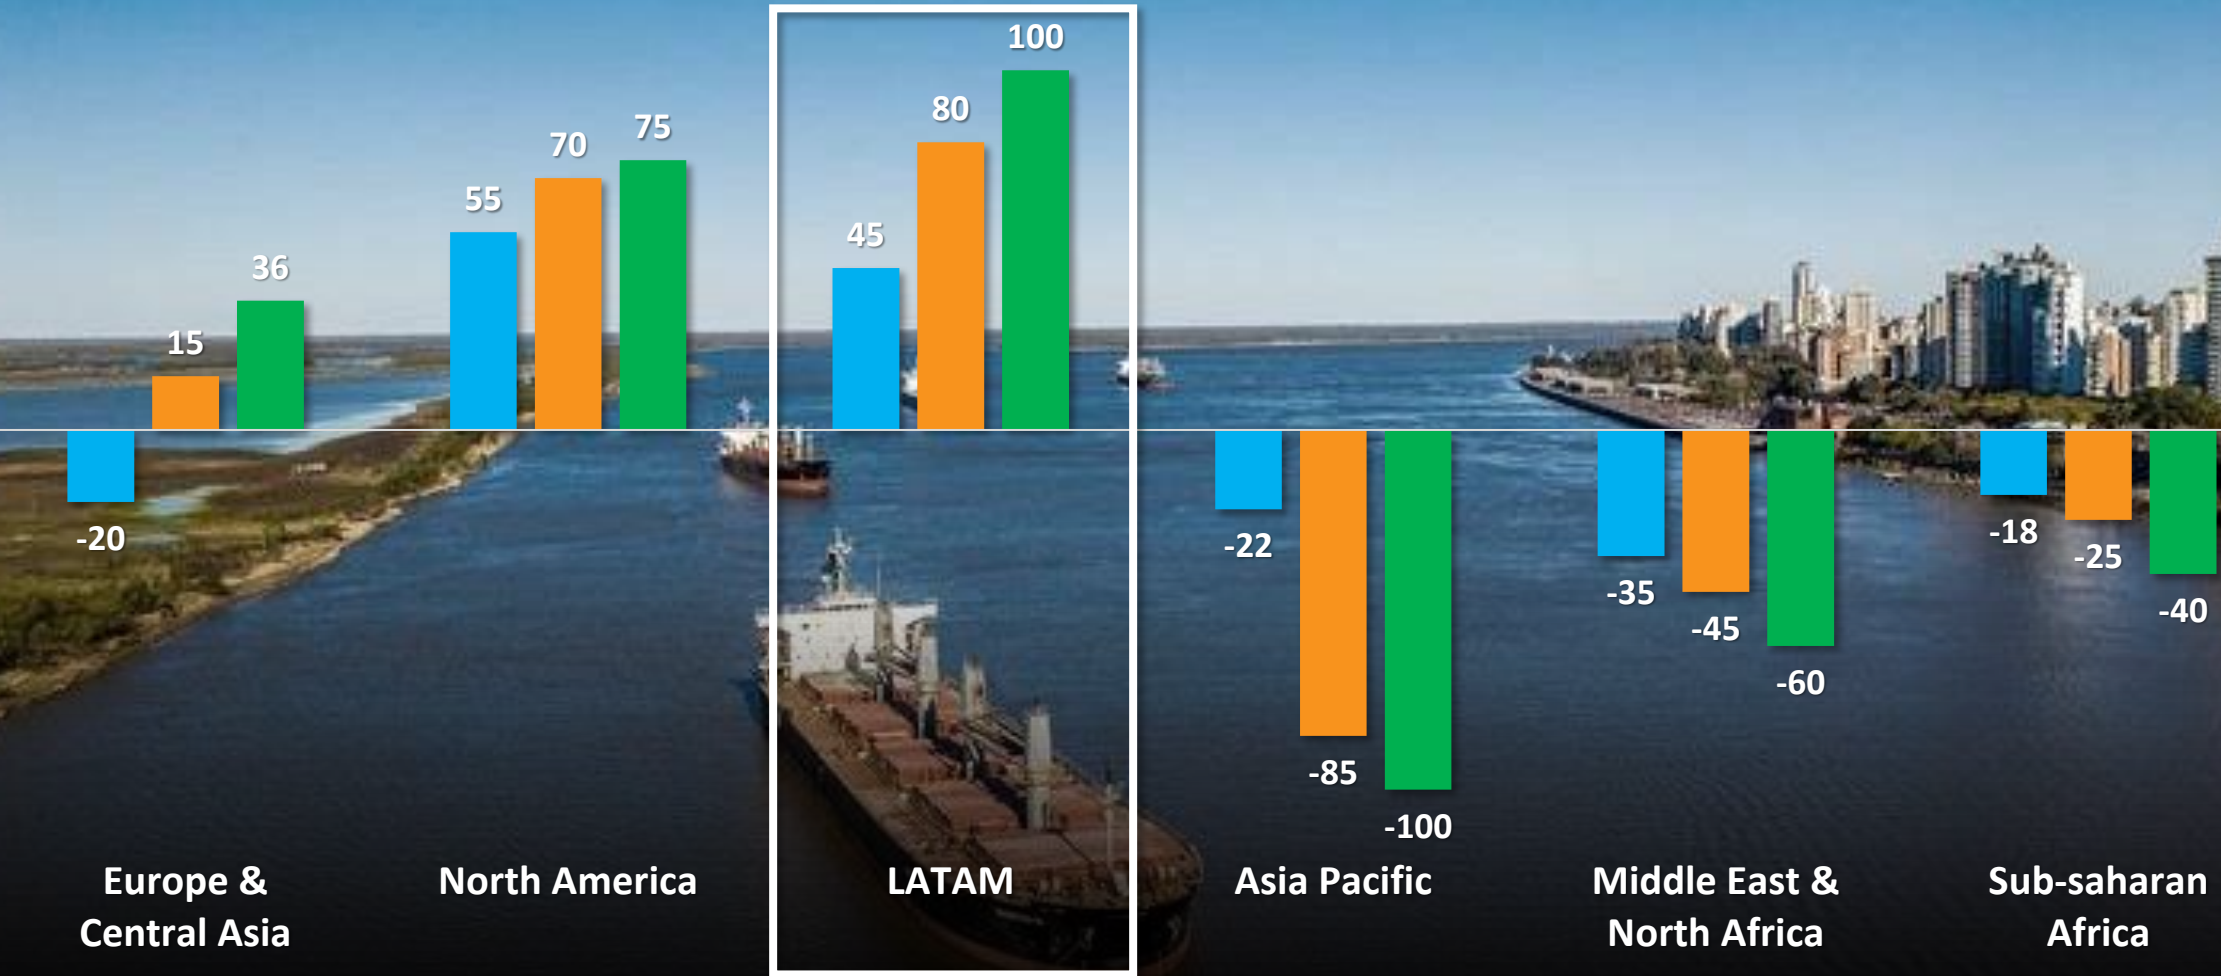 -20
15
36
55
70
75
45
80
100
-22
-85
-100
-35
-45
-60
-18
-25
-40
Europe &
Central Asia
North America
LATAM
Asia Pacific
Middle East &
North Africa
Sub-saharan
Africa